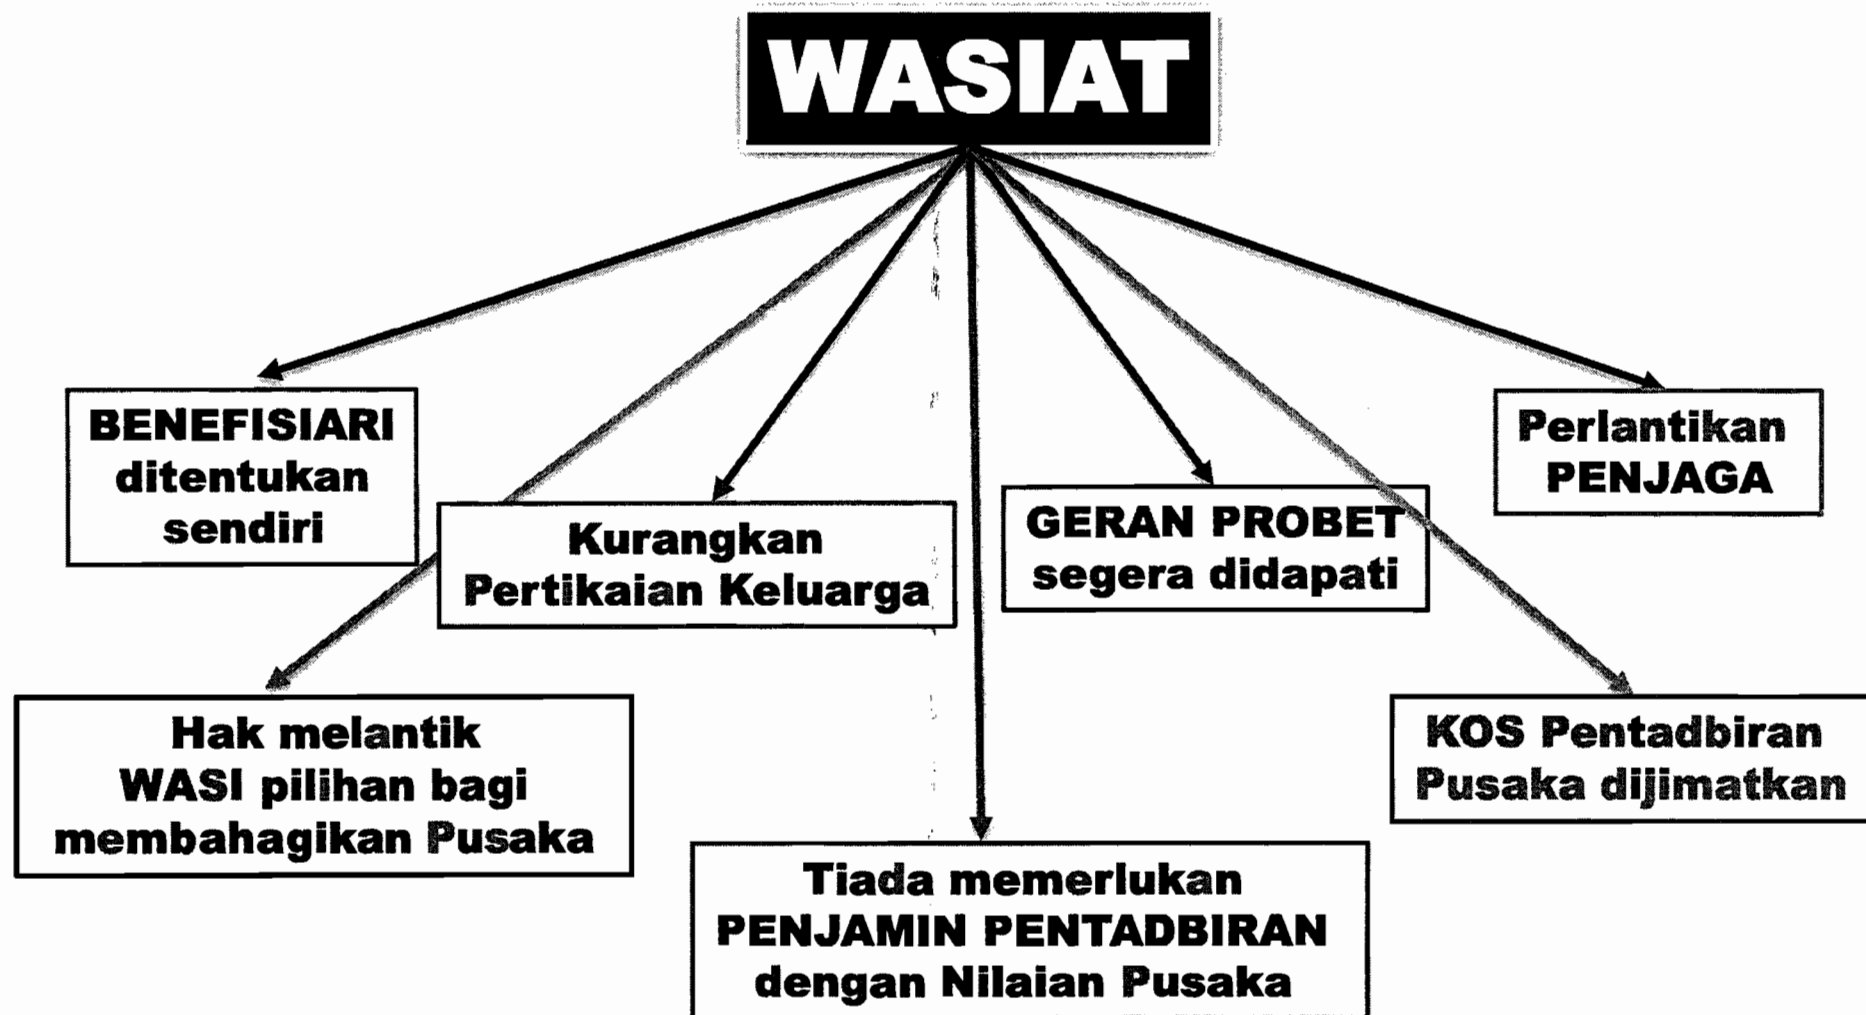 WASIAT
BENEFISIARI
ditentukan
sendiri
Kurangkan
Pertikaian Keluarga
GERAN PROBET
segera didapati
Perlantikan
PENJAGA
Hak melantik
WASI pilihan bagi
membahagikan Pusaka
Tiada memerlukan
PENJAMIN PENTADBIRAN
dengan Nilaian Pusaka
KOS Pentadbiran
Pusaka dijimatkan